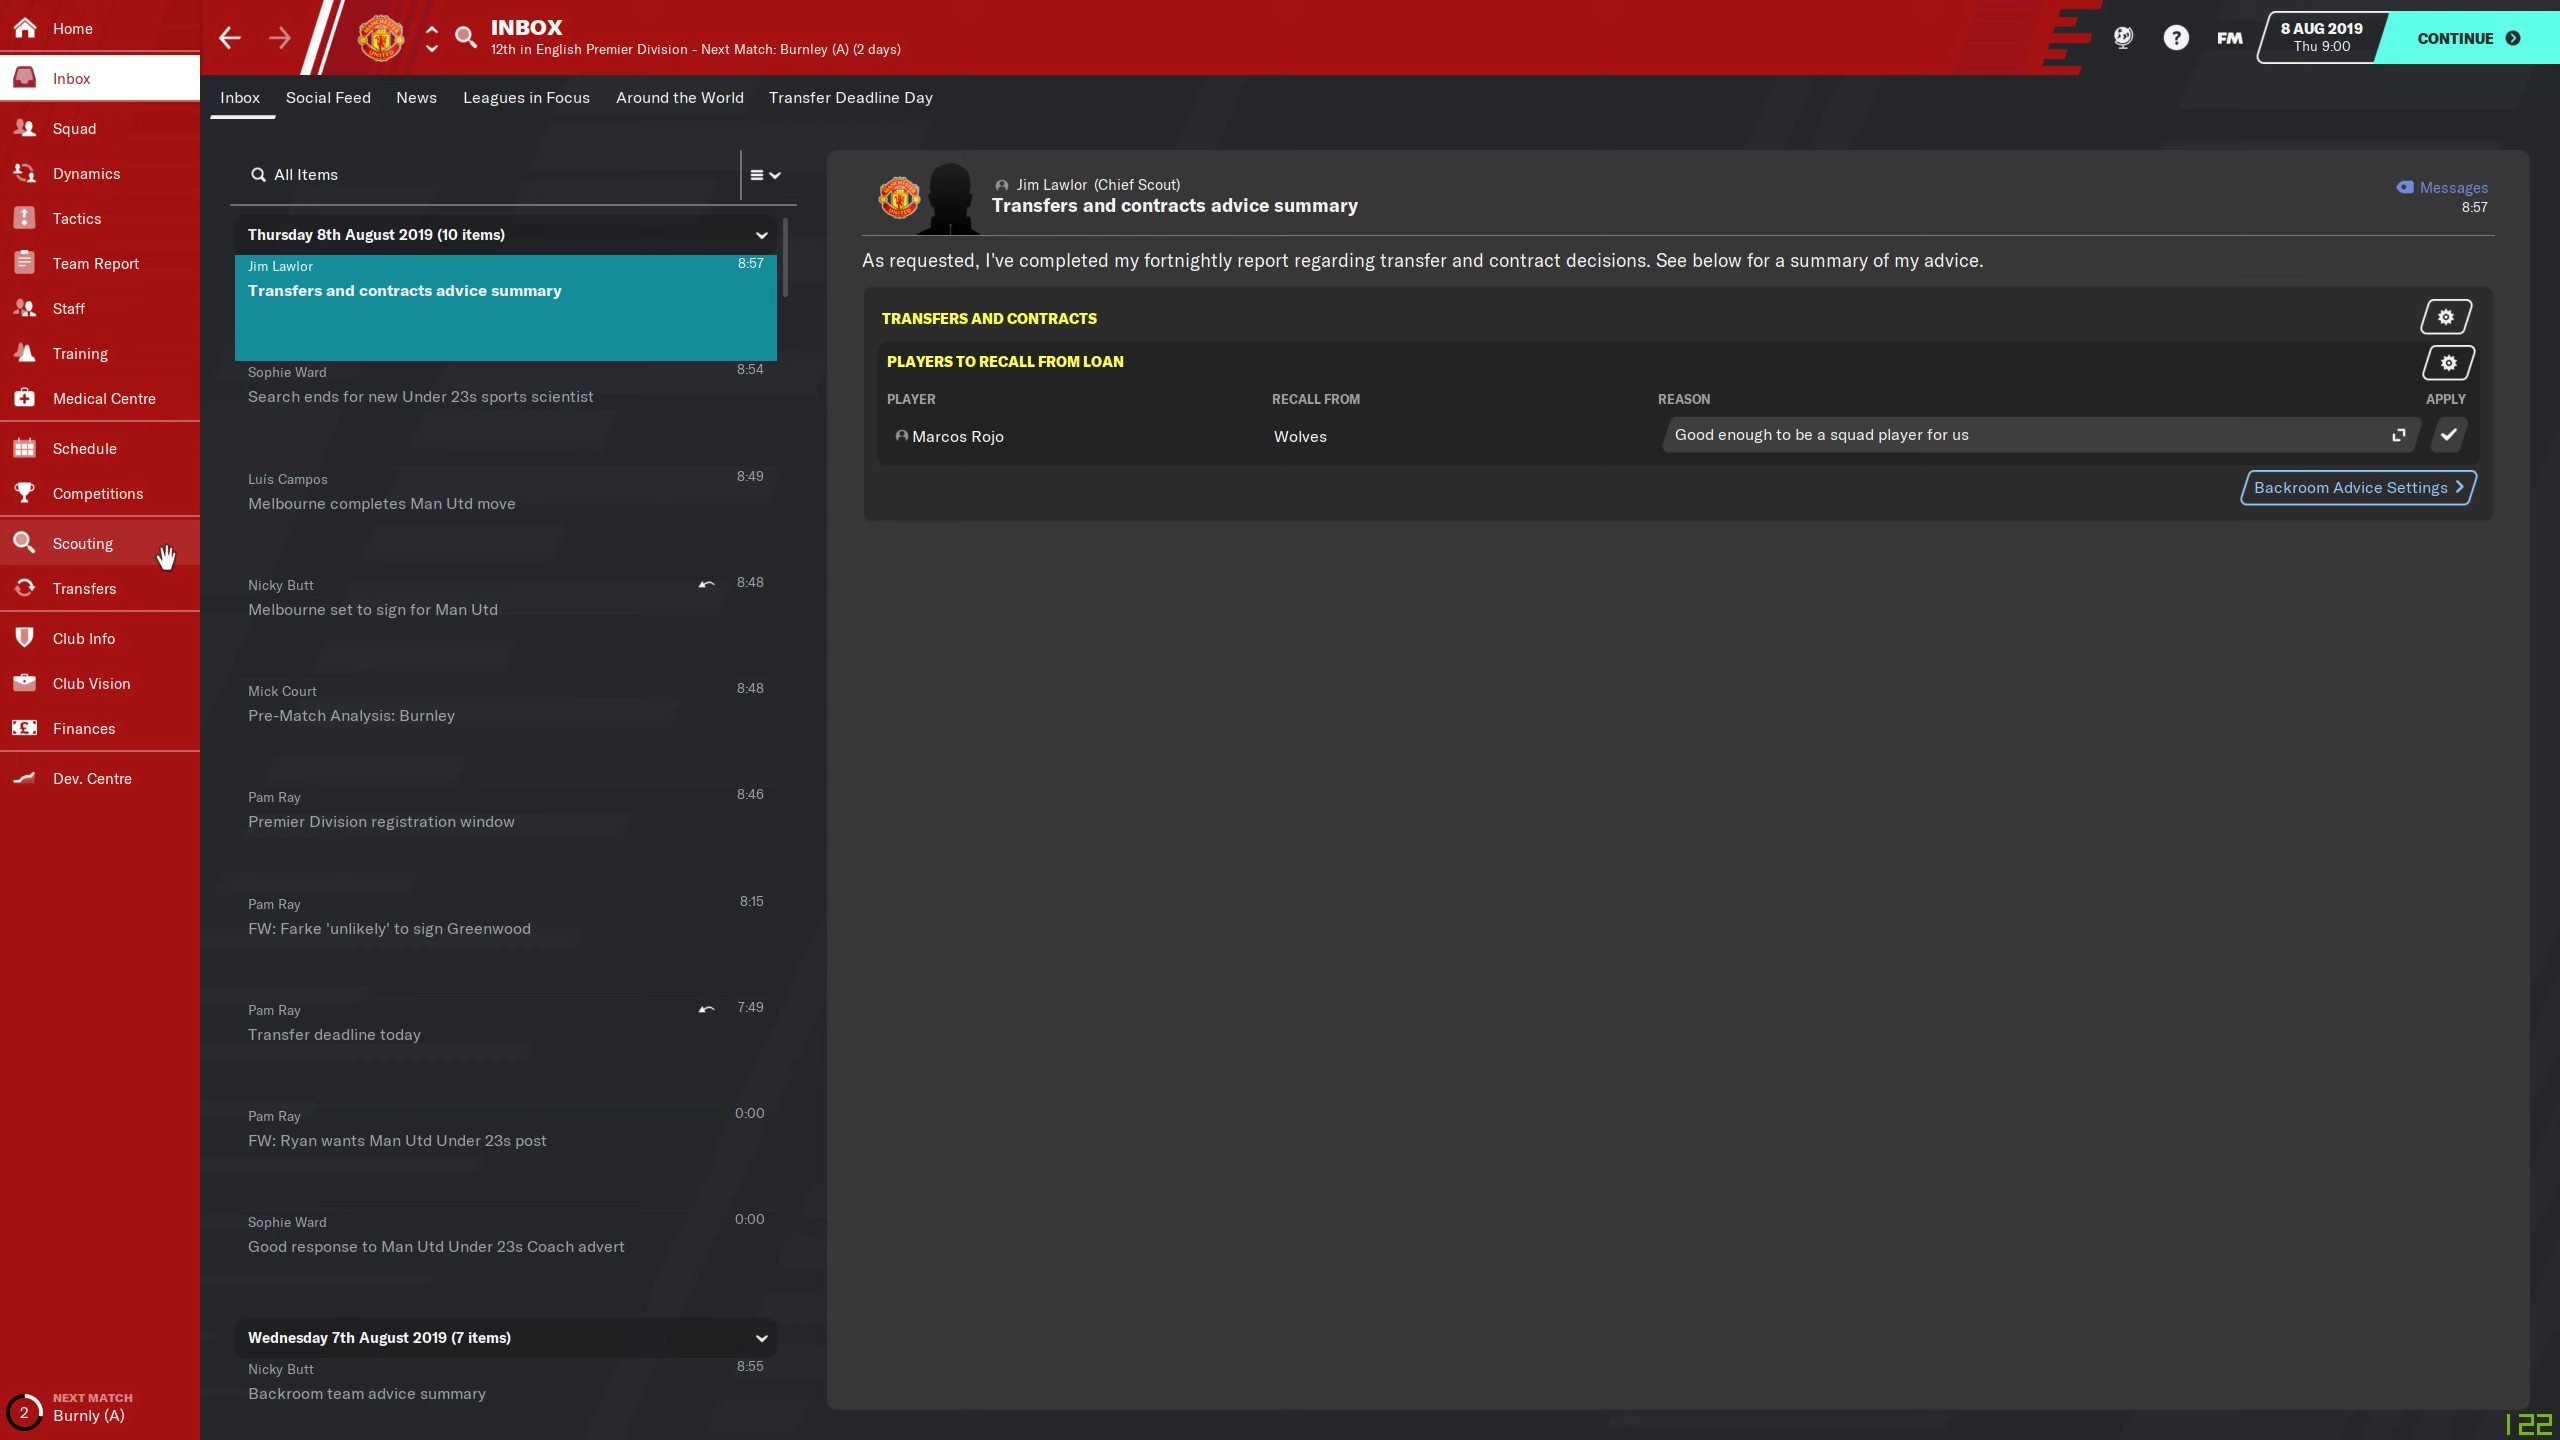 Home
Inbox
Squad
Dynamics
Tactics
Team Report
Staff
Training
Medical Centre
Schedule
Competitions
Scouting
Transfers
Club Info
Club Vision
Finances
Dev. Centre
2
NEXT MATCH
Burnly (A)
INBOX
12th in English Premier Division - Next Match: Burnley (A) (2 days)
?
FM
8 AUG 2019
Thu 9:00
CONTINUE
Inbox Social Feed News Leagues in Focus Around the World Transfer Deadline Day
All Items
Thursday 8th August 2019 (10 items)
Jim Lawlor 8:57
Transfers and contracts advice summary
Sophie Ward 8:54
Search ends for new Under 23s sports scientist
Luís Campos 8:49
Melbourne completes Man Utd move
Nicky Butt 8:48
Melbourne set to sign for Man Utd
Mick Court 8:48
Pre-Match Analysis: Burnley
Pam Ray 8:46
Premier Division registration window
Pam Ray 8:15
FW: Farke 'unlikely' to sign Greenwood
Pam Ray 7:49
Transfer deadline today
Pam Ray 0:00
FW: Ryan wants Man Utd Under 23s post
Sophie Ward 0:00
Good response to Man Utd Under 23s Coach advert
Wednesday 7th August 2019 (7 items)
Nicky Butt 8:55
Backroom team advice summary
Jim Lawlor (Chief Scout)
Transfers and contracts advice summary
Messages
8:57
As requested, I've completed my fortnightly report regarding transfer and contract decisions. See below for a summary of my advice.
TRANSFERS AND CONTRACTS
PLAYERS TO RECALL FROM LOAN
PLAYER RECALL FROM REASON APPLY
Marcos Rojo Wolves Good enough to be a squad player for us
Backroom Advice Settings
122